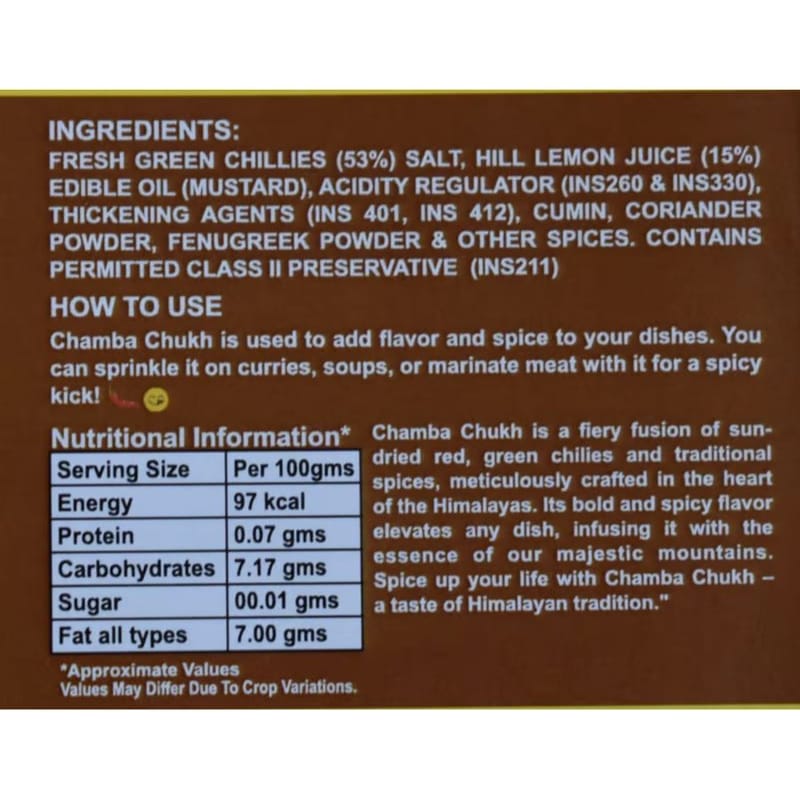 INGREDIENTS:
FRESH GREEN CHILLIES (53%) SALT, HILL LEMON JUICE (15%)
EDIBLE OIL (MUSTARD), ACIDITY REGULATOR (INS260 & INS330),
THICKENING AGENTS (INS 401, INS 412), CUMIN, CORIANDER
POWDER, FENUGREEK POWDER & OTHER SPICES. CONTAINS
PERMITTED CLASS II PRESERVATIVE (INS211)
HOW TO USE
Chamba Chukh is used to add flavor and spice to your dishes. You
can sprinkle it on curries, soups, or marinate meat with it for a spicy
kick! 🌶️😋
Nutritional Information*
Serving Size Per 100gms
Energy 97 kcal
Protein 0.07 gms
Carbohydrates 7.17 gms
Sugar 00.01 gms
Fat all types 7.00 gms
*Approximate Values
Values May Differ Due To Crop Variations.
Chamba Chukh is a fiery fusion of sun-
dried red, green chilies and traditional
spices, meticulously crafted in the heart
of the Himalayas. Its bold and spicy flavor
elevates any dish, infusing it with the
essence of our majestic mountains.
Spice up your life with Chamba Chukh –
a taste of Himalayan tradition."